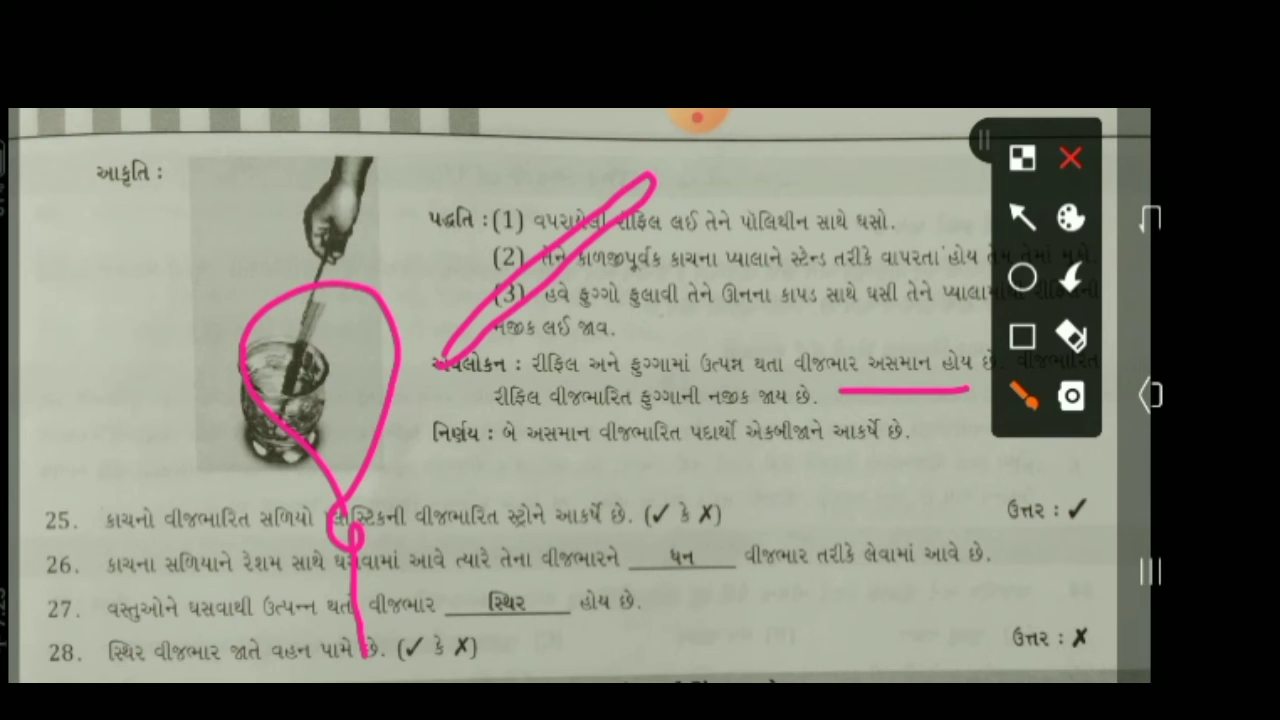 આકૃતિ :
પદ્ધતિ : (1) વપરાયેલી રીફિલ લઈ તેને પૉલિથીન સાથે ઘસો.
(2) તેને કાળજીપૂર્વક કાચના પ્યાલાને સ્ટેન્ડ તરીકે વાપરતા હોય તેમ તેમાં મૂકો.
(3) હવે ફુગ્ગો ફુલાવી તેને ઊનના કાપડ સાથે ઘસી તેને પ્યાલામાંની રીફિલની
નજીક લઈ જાવ.
અવલોકન : રીફિલ અને ફુગ્ગામાં ઉત્પન્ન થતા વીજભાર અસમાન હોય છે. વીજભારિત
રીફિલ વીજભારિત ફુગ્ગાની નજીક જાય છે.
નિર્ણય : બે અસમાન વીજભારિત પદાર્થો એકબીજાને આકર્ષે છે.
25. કાચનો વીજભારિત સળિયો પ્લાસ્ટિકની વીજભારિત સ્ટ્રોને આકર્ષે છે. (✓ કે ✗) ઉત્તર : ✓
26. કાચના સળિયાને રેશમ સાથે ઘસવામાં આવે ત્યારે તેના વીજભારને ધન વીજભાર તરીકે લેવામાં આવે છે.
27. વસ્તુઓને ઘસવાથી ઉત્પન્ન થતો વીજભાર સ્થિર હોય છે.
28. સ્થિર વીજભાર જાતે વહન પામે છે. (✓ કે ✗) ઉત્તર : ✗